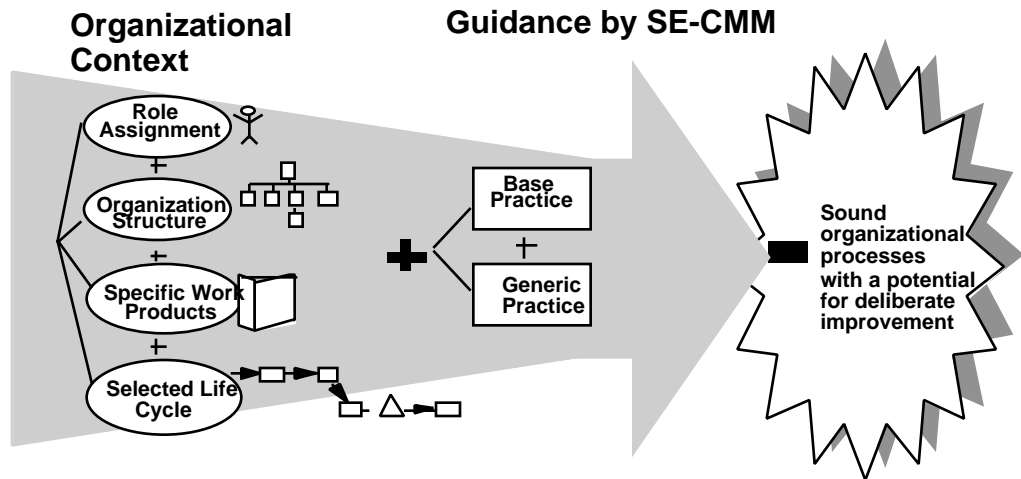 Organizational
Context
Guidance by SE-CMM
Role
Assignment
+
Organization
Structure
+
Specific Work
Products
+
Selected Life
Cycle
+
Base
Practice
+
Generic
Practice
Sound
organizational
processes
with a potential
for deliberate
improvement